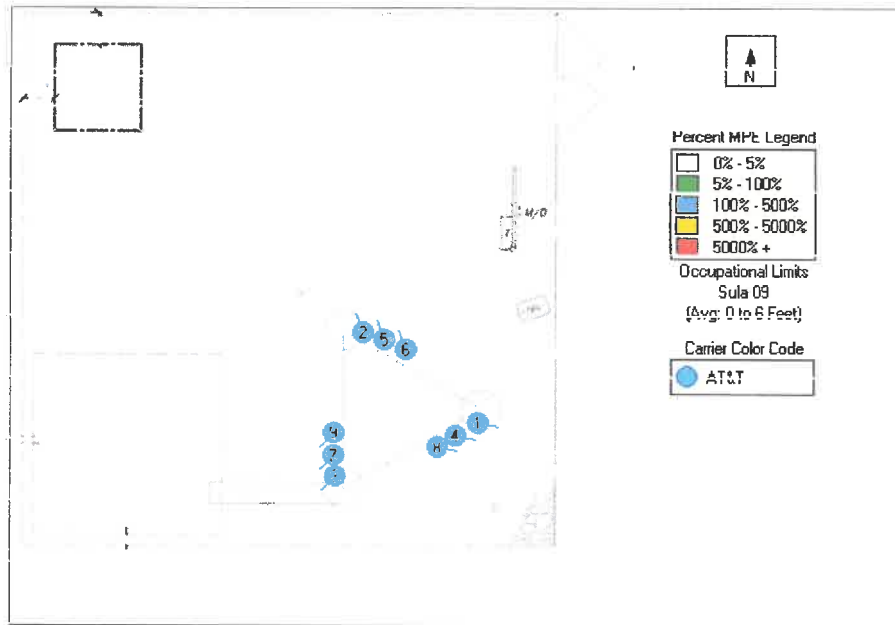 N
Percent MPE Legend
0% - 5%
5% - 100%
100% - 500%
500% - 5000%
5000% +
Occupational Limits
Sula 09
(Avg: 0 to 6 Feet)
Carrier Color Code
AT&T
2
5
6
1
4
8
9
7